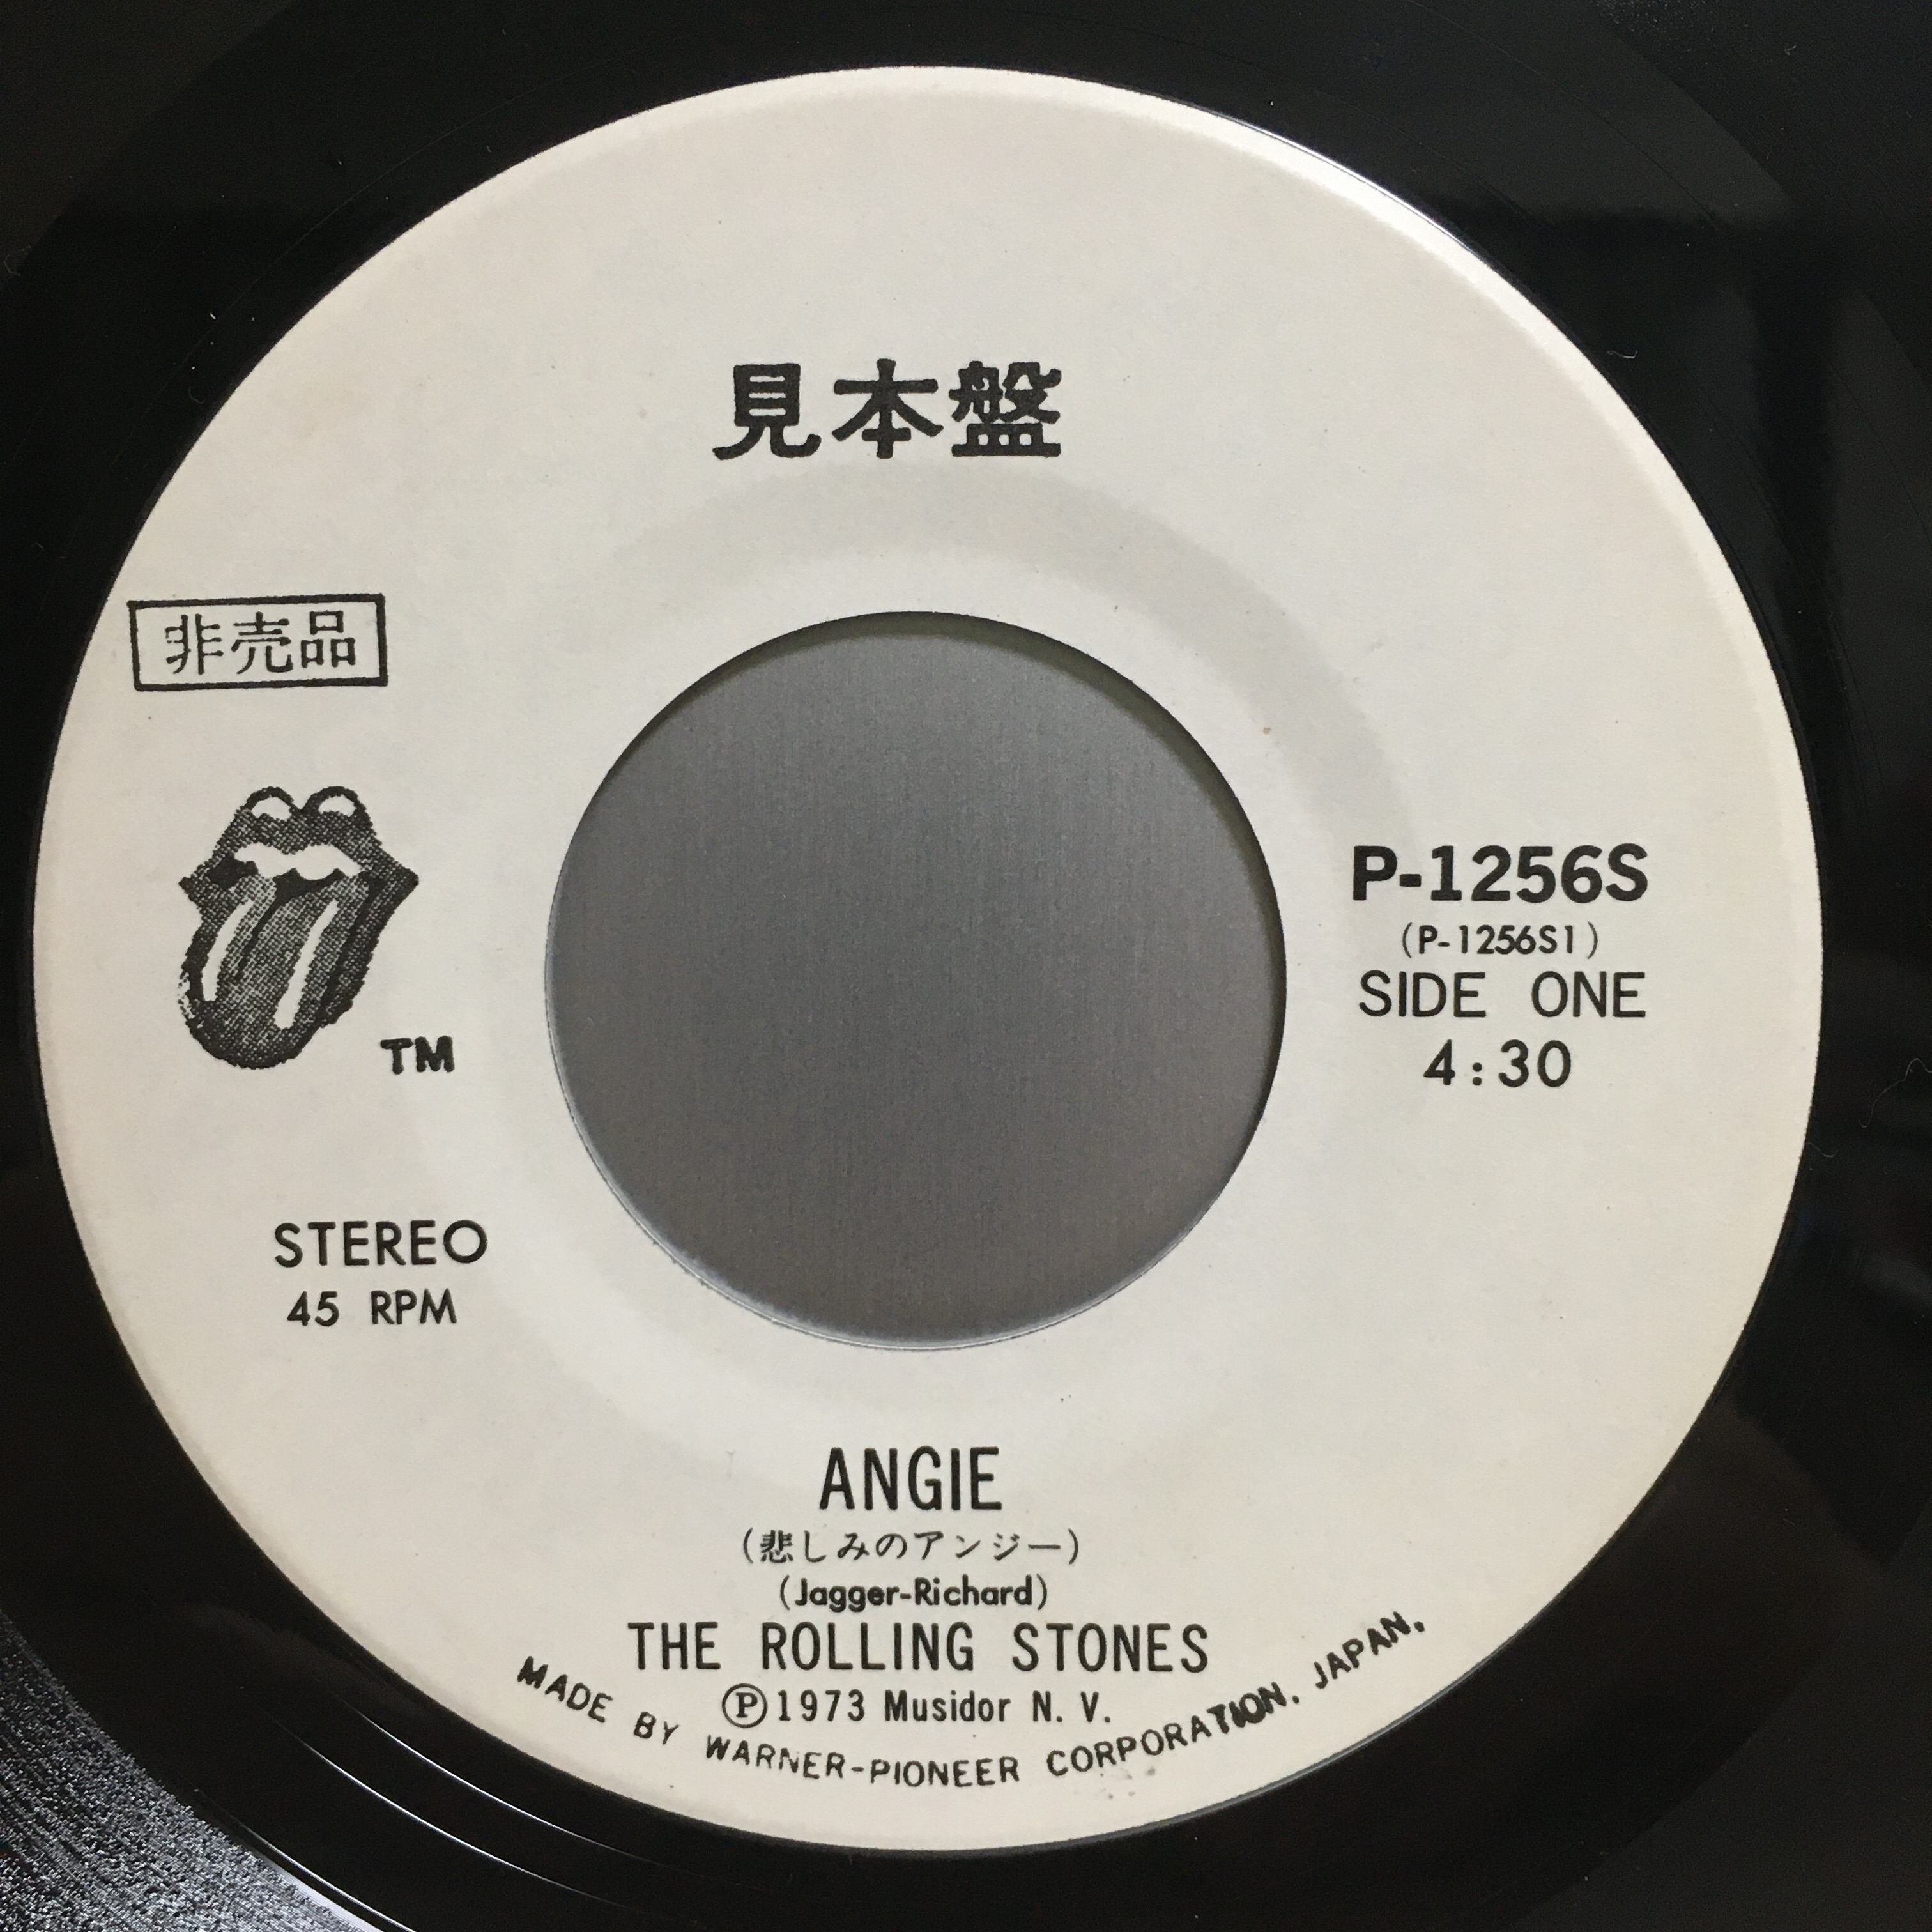 見本盤
非売品
TM
P-1256S
(P-1256S1)
SIDE ONE
4:30
STEREO
45 RPM
ANGIE
(悲しみのアンジー)
(Jagger-Richard)
THE ROLLING STONES
Ⓟ1973 Musidor N. V.
MADE BY WARNER-PIONEER CORPORATION. JAPAN.